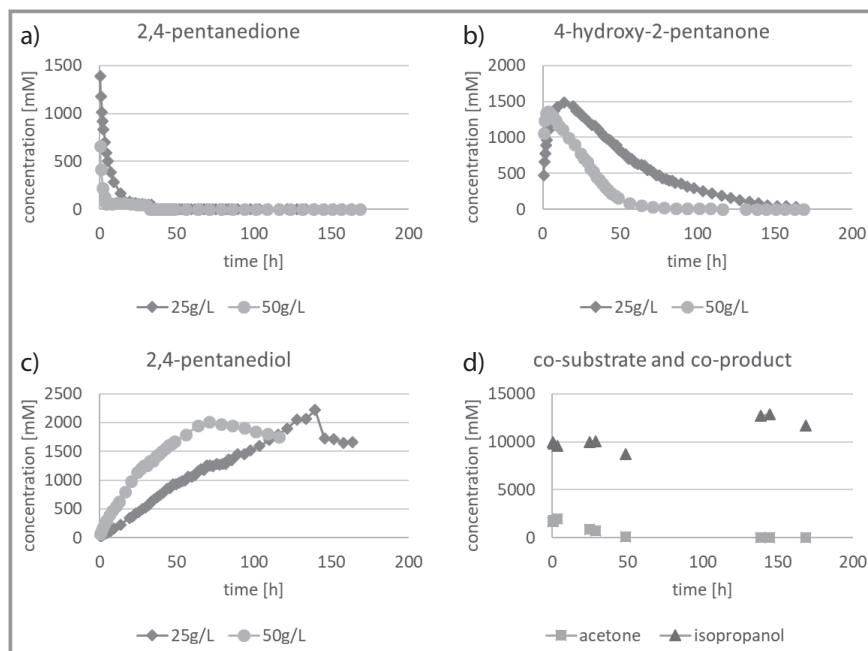 a) 2,4-pentanedione
concentration [mM]
1500
1000
500
0
0 50 100 150 200
time [h]
25g/L 50g/L
b) 4-hydroxy-2-pentanone
concentration [mM]
2000
1500
1000
500
0
0 50 100 150 200
time [h]
25g/L 50g/L
c) 2,4-pentanediol
concentration [mM]
2500
2000
1500
1000
500
0
0 50 100 150 200
time [h]
25g/L 50g/L
d) co-substrate and co-product
concentration [mM]
15000
10000
5000
0
0 50 100 150 200
time [h]
acetone isopropanol